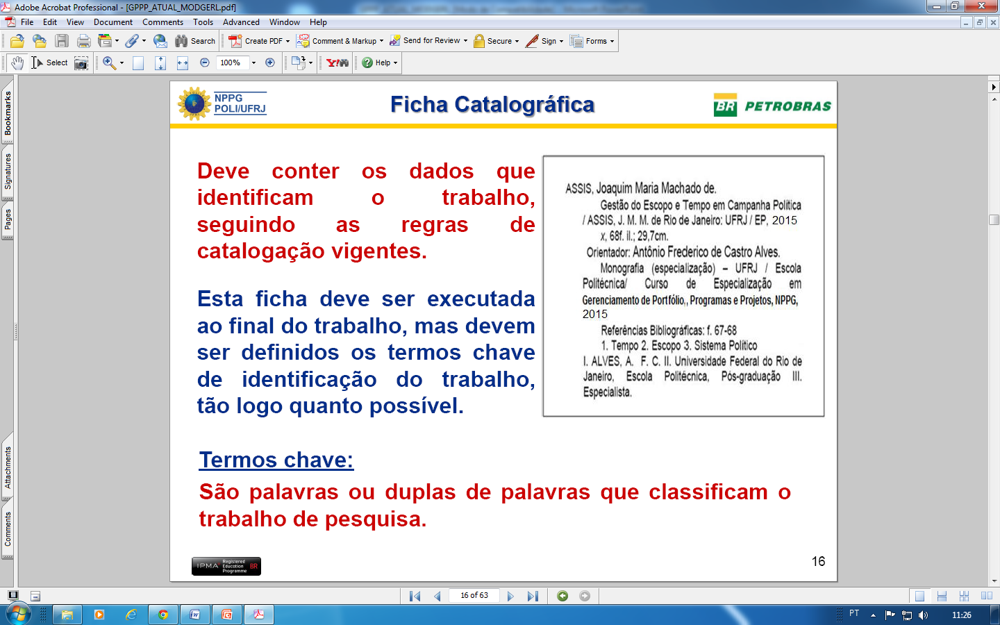 Adobe Acrobat Professional - [GPPP_ATUAL_MODGERL.pdf]
File Edit View Document Comments Tools Advanced Window Help
Search Create PDF Comment & Markup Send for Review Secure Sign Forms
Select 100% Y! Help
Bookmarks
Signatures
Pages
Attachments
Comments
NPPG
POLI/UFRJ
Ficha Catalográfica
BR PETROBRAS
Deve conter os dados que
identificam o trabalho,
seguindo as regras de
catalogação vigentes.
Esta ficha deve ser executada
ao final do trabalho, mas devem
ser definidos os termos chave
de identificação do trabalho,
tão logo quanto possível.
ASSIS, Joaquim Maria Machado de.
Gestão do Escopo e Tempo em Campanha Política
/ ASSIS, J. M. M. de Rio de Janeiro: UFRJ / EP, 2015
x, 68f. il.; 29,7cm.
Orientador: Antônio Frederico de Castro Alves.
Monografia (especialização) – UFRJ / Escola
Politécnica/ Curso de Especialização em
Gerenciamento de Portfólio,, Programas e Projetos, NPPG,
2015
Referências Bibliográficas: f. 67-68
1. Tempo 2. Escopo 3. Sistema Político
I. ALVES, A. F. C. II. Universidade Federal do Rio de
Janeiro, Escola Politécnica, Pós-graduação III.
Especialista.
Termos chave:
São palavras ou duplas de palavras que classificam o
trabalho de pesquisa.
IPMA Registered Education Programme BR
16
16 of 63
PT 11:26